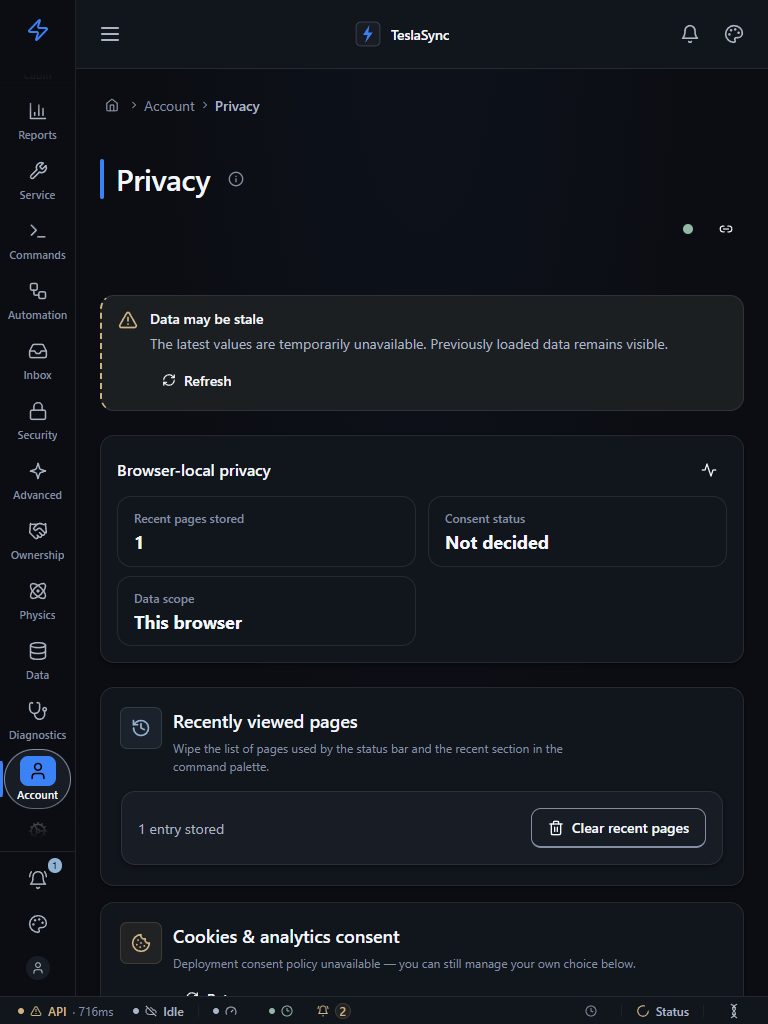 TeslaSync
Account
Privacy
Privacy
Data may be stale
The latest values are temporarily unavailable. Previously loaded data remains visible.
Refresh
Browser-local privacy
Recent pages stored
1
Consent status
Not decided
Data scope
This browser
Recently viewed pages
Wipe the list of pages used by the status bar and the recent section in the
command palette.
1 entry stored
Clear recent pages
Cookies & analytics consent
Deployment consent policy unavailable — you can still manage your own choice below.
Reports
Service
Commands
Automation
Inbox
Security
Advanced
Ownership
Physics
Data
Diagnostics
Account
1
API · 716ms
Idle
2
Status